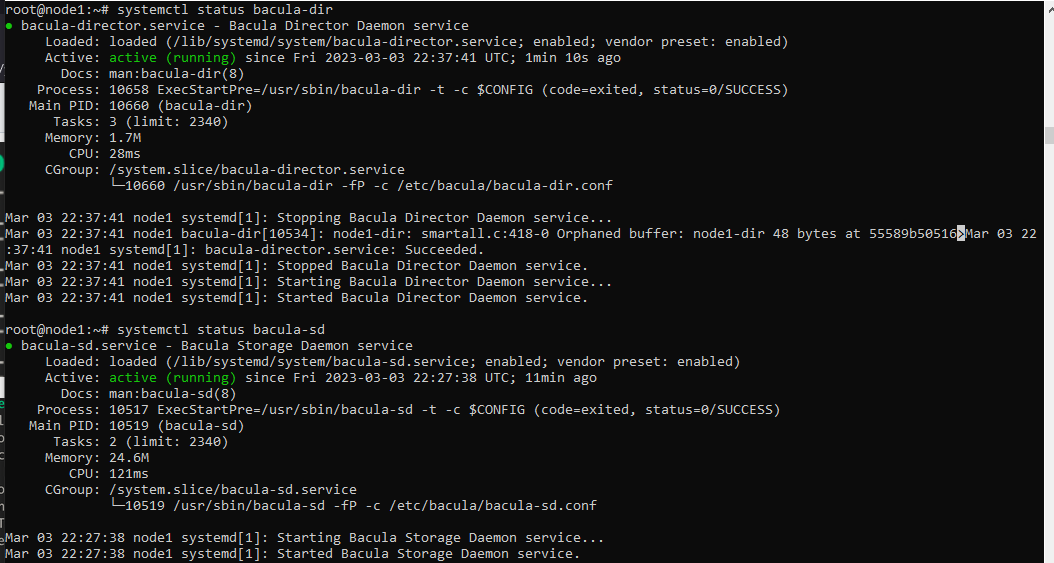 root@node1:~# systemctl status bacula-dir
● bacula-director.service - Bacula Director Daemon service
     Loaded: loaded (/lib/systemd/system/bacula-director.service; enabled; vendor preset: enabled)
     Active: active (running) since Fri 2023-03-03 22:37:41 UTC; 1min 10s ago
       Docs: man:bacula-dir(8)
    Process: 10658 ExecStartPre=/usr/sbin/bacula-dir -t -c $CONFIG (code=exited, status=0/SUCCESS)
   Main PID: 10660 (bacula-dir)
      Tasks: 3 (limit: 2340)
     Memory: 1.7M
        CPU: 28ms
     CGroup: /system.slice/bacula-director.service
             └─10660 /usr/sbin/bacula-dir -fP -c /etc/bacula/bacula-dir.conf

Mar 03 22:37:41 node1 systemd[1]: Stopping Bacula Director Daemon service...
Mar 03 22:37:41 node1 bacula-dir[10534]: node1-dir: smartall.c:418-0 Orphaned buffer: node1-dir 48 bytes at 55589b50516>Mar 03 22
:37:41 node1 systemd[1]: bacula-director.service: Succeeded.
Mar 03 22:37:41 node1 systemd[1]: Stopped Bacula Director Daemon service.
Mar 03 22:37:41 node1 systemd[1]: Starting Bacula Director Daemon service...
Mar 03 22:37:41 node1 systemd[1]: Started Bacula Director Daemon service.

root@node1:~# systemctl status bacula-sd
● bacula-sd.service - Bacula Storage Daemon service
     Loaded: loaded (/lib/systemd/system/bacula-sd.service; enabled; vendor preset: enabled)
     Active: active (running) since Fri 2023-03-03 22:27:38 UTC; 11min ago
       Docs: man:bacula-sd(8)
    Process: 10517 ExecStartPre=/usr/sbin/bacula-sd -t -c $CONFIG (code=exited, status=0/SUCCESS)
   Main PID: 10519 (bacula-sd)
      Tasks: 2 (limit: 2340)
     Memory: 24.6M
        CPU: 121ms
     CGroup: /system.slice/bacula-sd.service
             └─10519 /usr/sbin/bacula-sd -fP -c /etc/bacula/bacula-sd.conf

Mar 03 22:27:38 node1 systemd[1]: Starting Bacula Storage Daemon service...
Mar 03 22:27:38 node1 systemd[1]: Started Bacula Storage Daemon service.